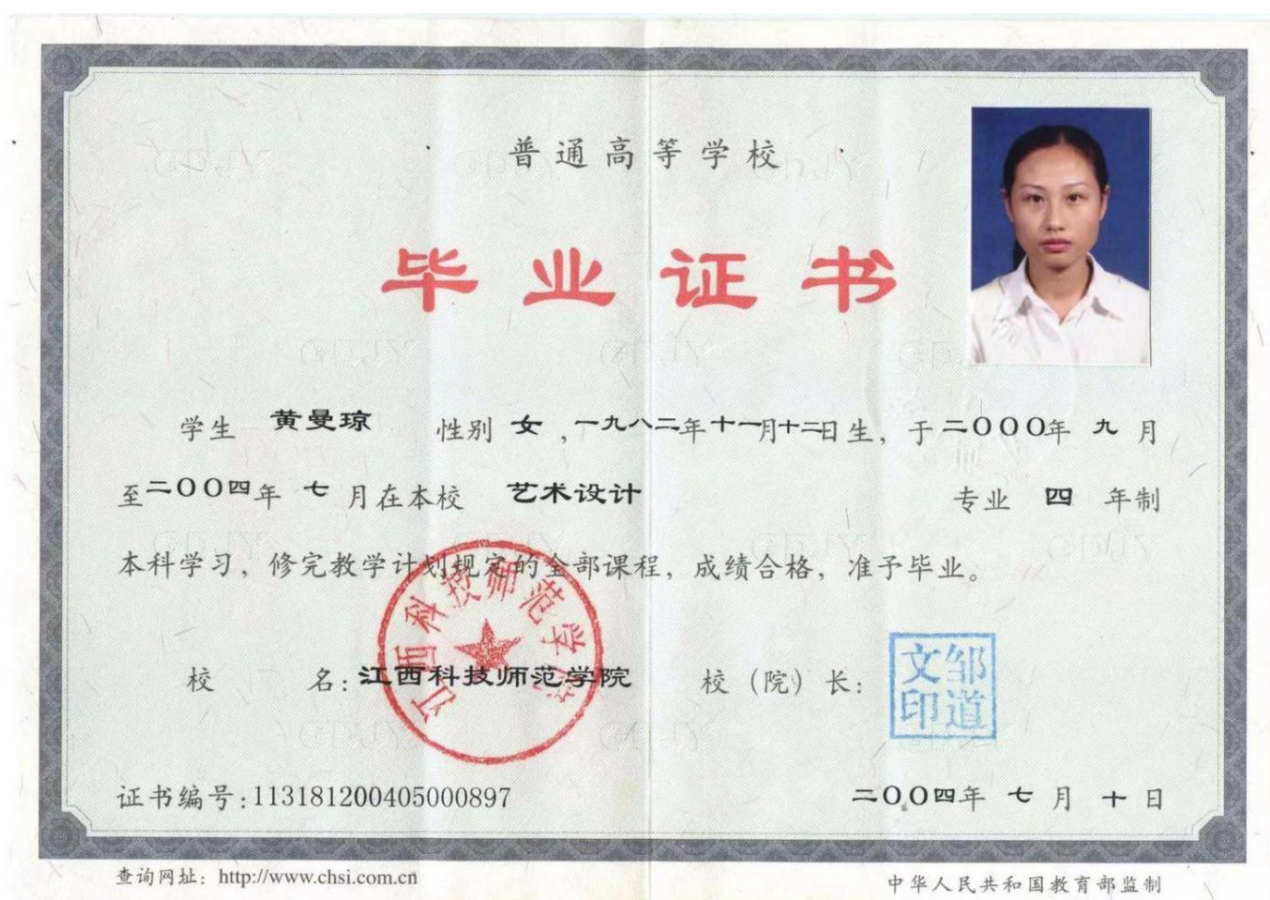 普通高等学校
毕业证书
学生 黄曼琼 性别 女 ,一九八二年十一月十二日生, 于二〇〇〇年 九 月
至二〇〇四年 七 月在本校 艺术设计 专业 四 年制
本科学习, 修完教学计划规定的全部课程, 成绩合格, 准予毕业。
江西科技师范学院
校 名:江西科技师范学院 校（院）长:
邹道文印
证书编号:113181200405000897 二〇〇四年 七 月 十 日
查询网址: http://www.chsi.com.cn 中华人民共和国教育部监制